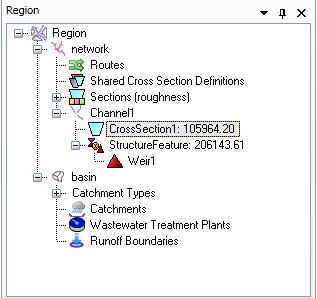 Region
Region
network
Routes
Shared Cross Section Definitions
Sections (roughness)
Channel1
CrossSection1: 105964.20
StructureFeature: 206143.61
Weir1
basin
Catchment Types
Catchments
Wastewater Treatment Plants
Runoff Boundaries